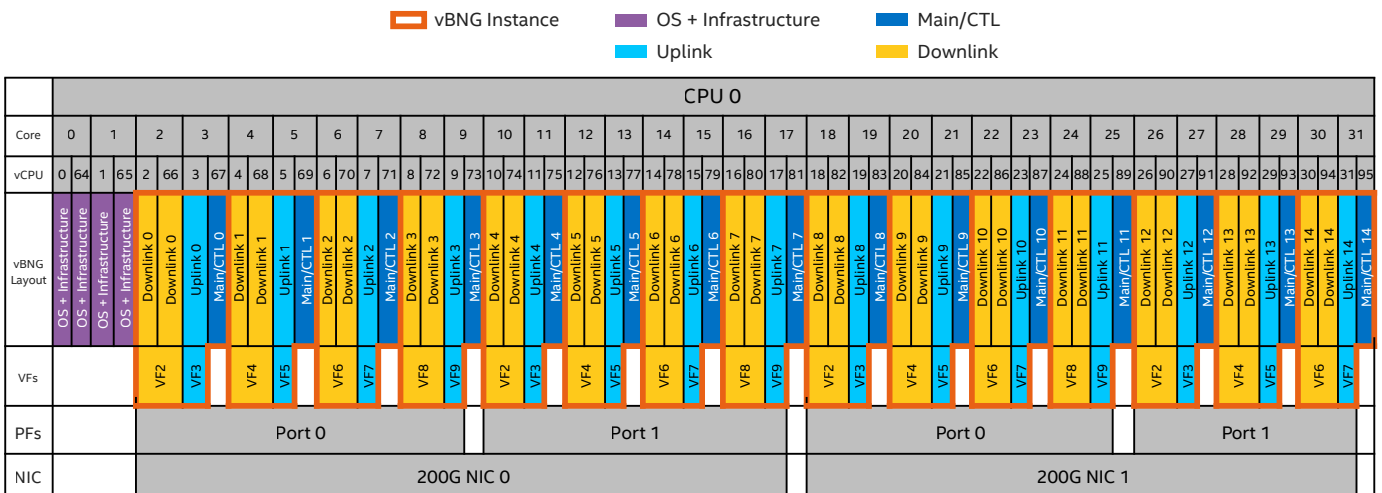 vBNG Instance OS + Infrastructure Main/CTL
Uplink Downlink
CPU 0
Core 0 1 2 3 4 5 6 7 8 9 10 11 12 13 14 15 16 17 18 19 20 21 22 23 24 25 26 27 28 29 30 31
vCPU 0 64 1 65 2 66 3 67 4 68 5 69 6 70 7 71 8 72 9 73 10 74 11 75 12 76 13 77 14 78 15 79 16 80 17 81 18 82 19 83 20 84 21 85 22 86 23 87 24 88 25 89 26 90 27 91 28 92 29 93 30 94 31 95
vBNG
Layout
OS + Infrastructure
OS + Infrastructure
OS + Infrastructure
OS + Infrastructure
Downlink 0
Downlink 0
Uplink 0
Main/CTL 0
Downlink 1
Downlink 1
Uplink 1
Main/CTL 1
Downlink 2
Downlink 2
Uplink 2
Main/CTL 2
Downlink 3
Downlink 3
Uplink 3
Main/CTL 3
Downlink 4
Downlink 4
Uplink 4
Main/CTL 4
Downlink 5
Downlink 5
Uplink 5
Main/CTL 5
Downlink 6
Downlink 6
Uplink 6
Main/CTL 6
Downlink 7
Downlink 7
Uplink 7
Main/CTL 7
Downlink 8
Downlink 8
Uplink 8
Main/CTL 8
Downlink 9
Downlink 9
Uplink 9
Main/CTL 9
Downlink 10
Downlink 10
Uplink 10
Main/CTL 10
Downlink 11
Downlink 11
Uplink 11
Main/CTL 11
Downlink 12
Downlink 12
Uplink 12
Main/CTL 12
Downlink 13
Downlink 13
Uplink 13
Main/CTL 13
Downlink 14
Downlink 14
Uplink 14
Main/CTL 14
VFs VF2 VF3 VF4 VF5 VF6 VF7 VF8 VF9 VF2 VF3 VF4 VF5 VF6 VF7 VF8 VF9 VF2 VF3 VF4 VF5 VF6 VF7 VF8 VF9 VF2 VF3 VF4 VF5 VF6 VF7
PFs Port 0 Port 1 Port 0 Port 1
NIC 200G NIC 0 200G NIC 1